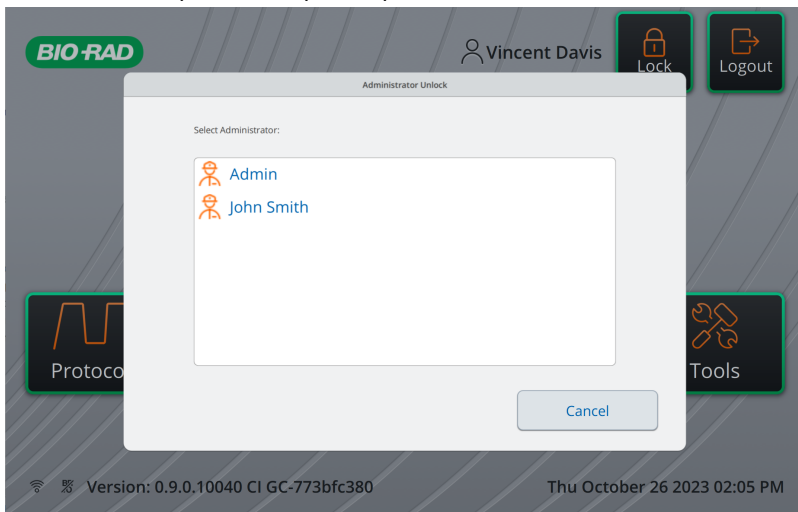 BIO-RAD
Vincent Davis
Lock
Logout
Administrator Unlock
Select Administrator:
Admin
John Smith
Protoco
Tools
Cancel
Version: 0.9.0.10040 CI GC-773bfc380
Thu October 26 2023 02:05 PM